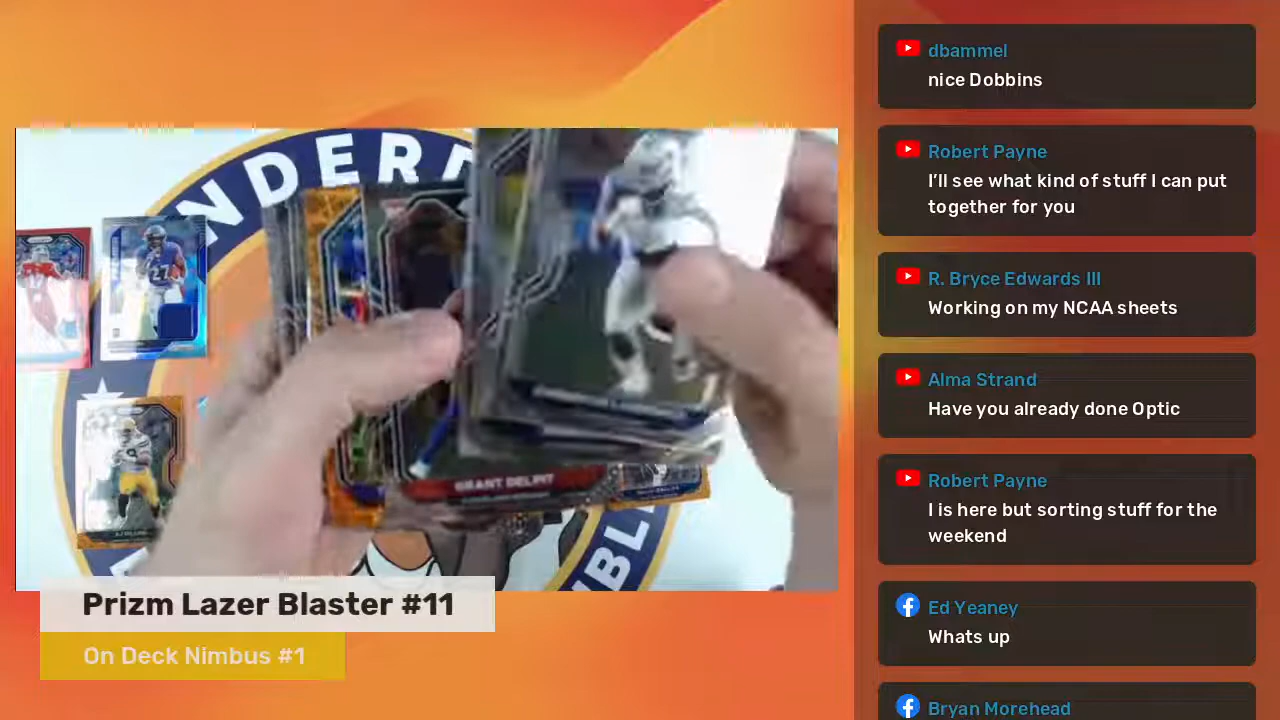 NDER
BL
27
GRANT DELPIT
Prizm Lazer Blaster #11
On Deck Nimbus #1
dbammel
nice Dobbins
Robert Payne
I'll see what kind of stuff I can put
together for you
R. Bryce Edwards III
Working on my NCAA sheets
Alma Strand
Have you already done Optic
Robert Payne
I is here but sorting stuff for the
weekend
Ed Yeaney
Whats up
Bryan Morehead